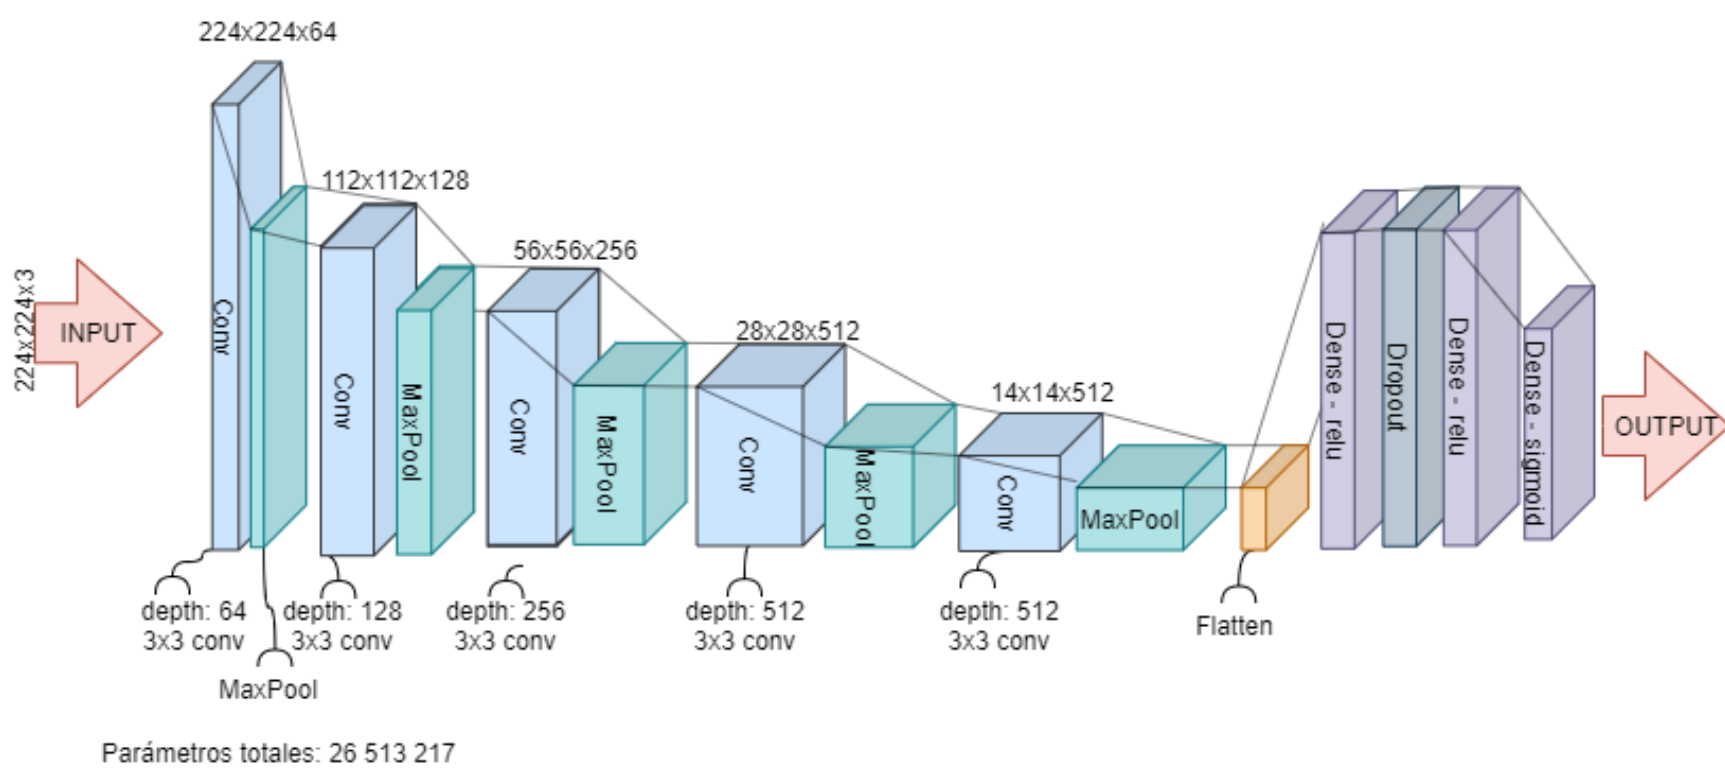 224x224x64
112x112x128
56x56x256
28x28x512
14x14x512
224x224x3
INPUT
Conv
Conv
MaxPool
Conv
MaxPool
Conv
MaxPool
Conv
MaxPool
Dense - relu
Dropout
Dense - relu
Dense - sigmoid
OUTPUT
depth: 64
3x3 conv
depth: 128
3x3 conv
depth: 256
3x3 conv
depth: 512
3x3 conv
depth: 512
3x3 conv
Flatten
MaxPool
Parámetros totales: 26 513 217